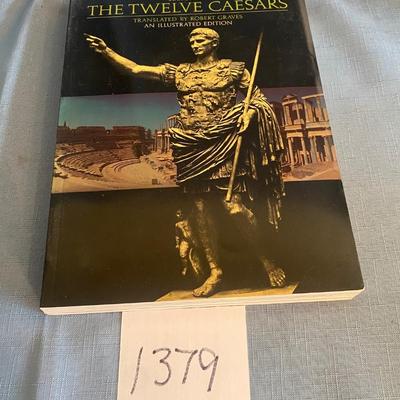 THE TWELVE CAESARS
TRANSLATED BY ROBERT GRAVES
AN ILLUSTRATED EDITION
1379